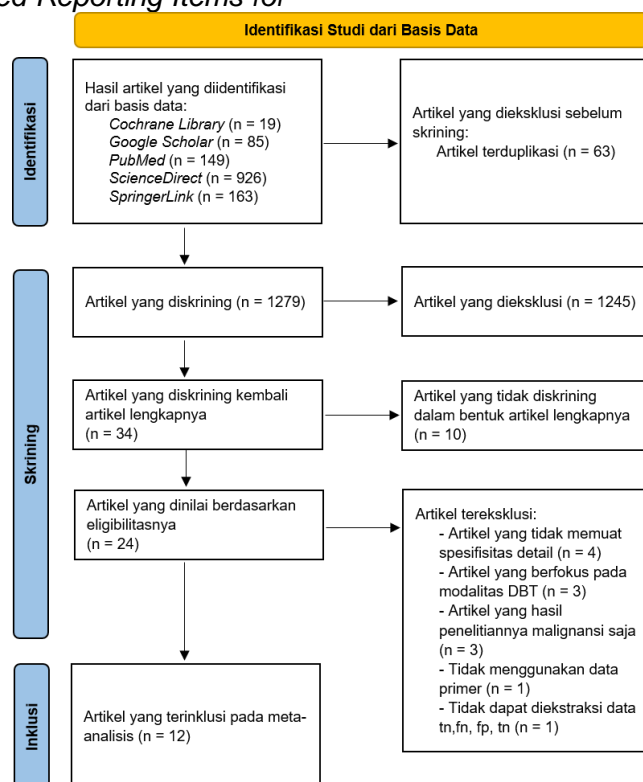 ed Reporting Items for
Identifikasi Studi dari Basis Data
Identifikasi
Hasil artikel yang diidentifikasi
dari basis data:
Cochrane Library (n = 19)
Google Scholar (n = 85)
PubMed (n = 149)
ScienceDirect (n = 926)
SpringerLink (n = 163)
Artikel yang dieksklusi sebelum
skrining:
Artikel terduplikasi (n = 63)
Skrining
Artikel yang diskrining (n = 1279)
Artikel yang dieksklusi (n = 1245)
Artikel yang diskrining kembali
artikel lengkapnya
(n = 34)
Artikel yang tidak diskrining
dalam bentuk artikel lengkapnya
(n = 10)
Artikel yang dinilai berdasarkan
eligibilitasnya
(n = 24)
Artikel tereksklusi:
- Artikel yang tidak memuat
spesifisitas detail (n = 4)
- Artikel yang berfokus pada
modalitas DBT (n = 3)
- Artikel yang hasil
penelitiannya malignansi saja
(n = 3)
- Tidak menggunakan data
primer (n = 1)
- Tidak dapat diekstraksi data
tn,fn, fp, tn (n = 1)
Inklusi
Artikel yang terinklusi pada meta-
analisis (n = 12)